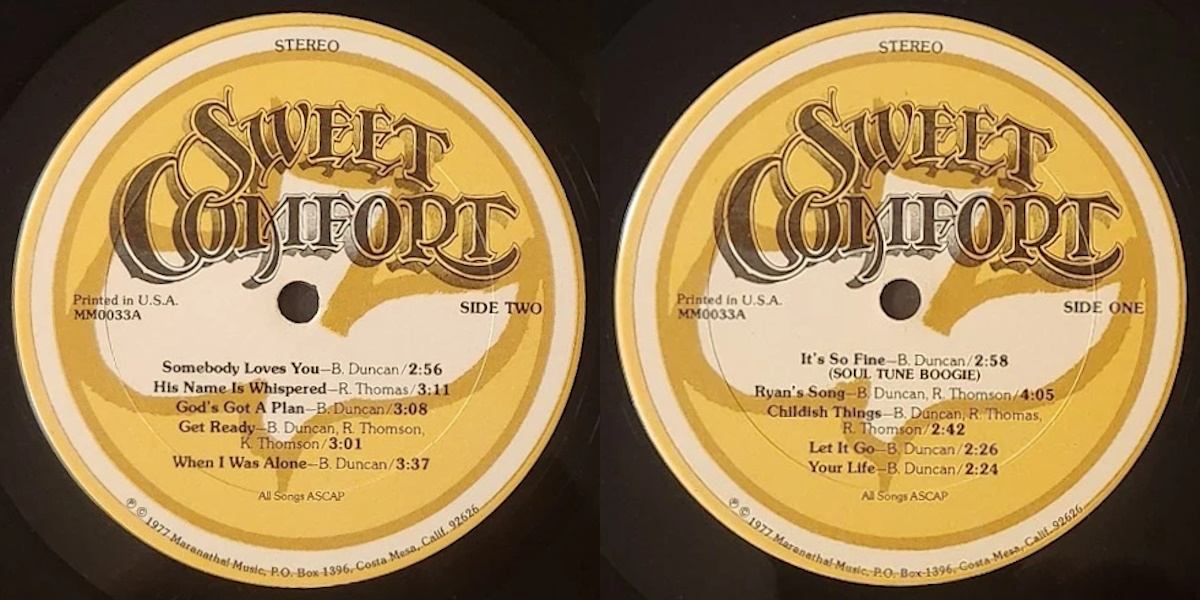 STEREO
SWEET
COMFORT
Printed in U.S.A.
MM0033A
SIDE TWO
Somebody Loves You—B. Duncan/2:56
His Name Is Whispered—R. Thomas/3:11
God's Got A Plan—B. Duncan/3:08
Get Ready—B. Duncan, R. Thomson,
K. Thomson/3:01
When I Was Alone—B. Duncan/3:37
All Songs ASCAP
℗ © 1977 Maranatha! Music, P.O. Box 1396, Costa Mesa, Calif. 92626
STEREO
SWEET
COMFORT
Printed in U.S.A.
MM0033A
SIDE ONE
It's So Fine—B. Duncan/2:58
(SOUL TUNE BOOGIE)
Ryan's Song—B. Duncan, R. Thomson/4:05
Childish Things—B. Duncan, R. Thomas,
R. Thomson/2:42
Let It Go—B. Duncan/2:26
Your Life—B. Duncan/2:24
All Songs ASCAP
℗ © 1977 Maranatha! Music, P.O. Box 1396, Costa Mesa, Calif. 92626